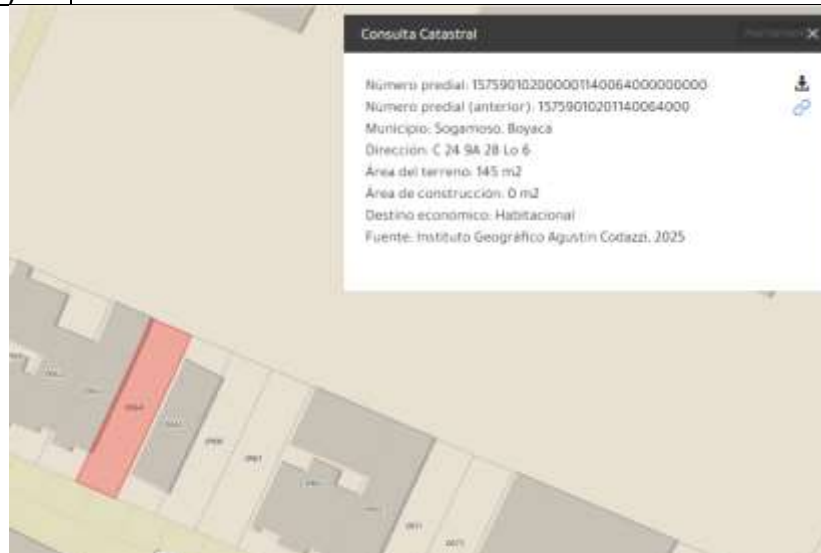 Consulta Catastral
Número predial: 157590102000001140064000000000
Número predial (anterior): 15759010201140064000
Municipio: Sogamoso, Boyaca
Dirección: C 24 9A 28 Lo 6
Área del terreno: 145 m2
Área de construcción: 0 m2
Destino económico: Habitacional
Fuente: Instituto Geográfico Agustín Codazzi, 2025